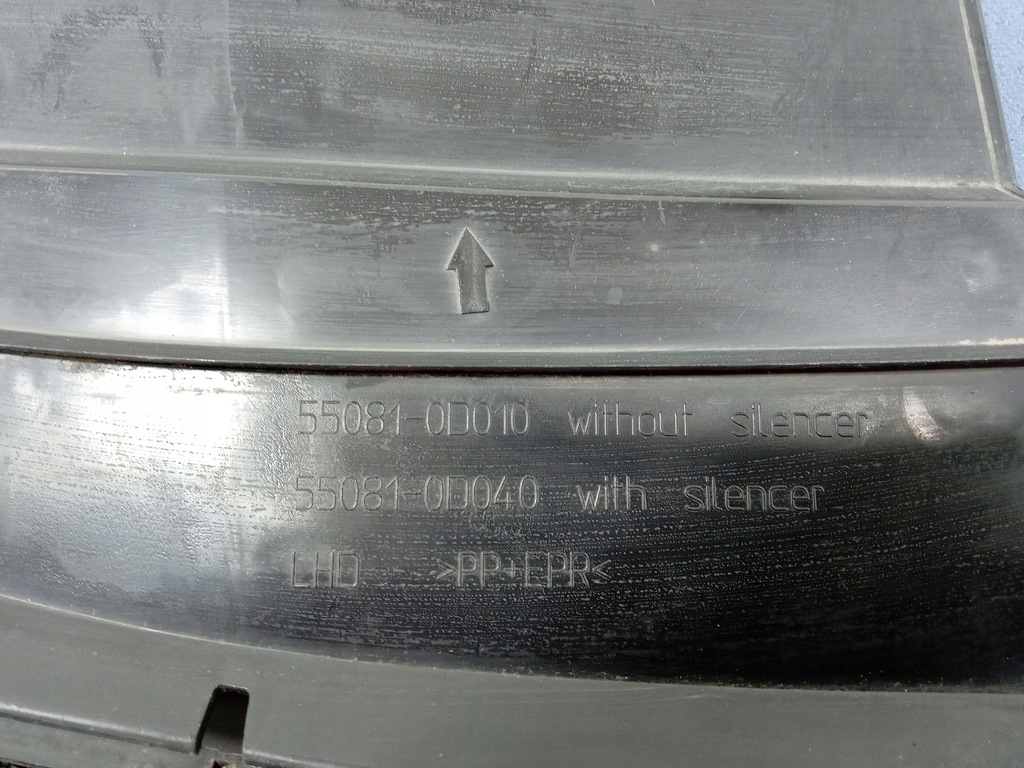 55081-0D010 without silencer
55081-0D040 with silencer
LHD >PP+EPR<